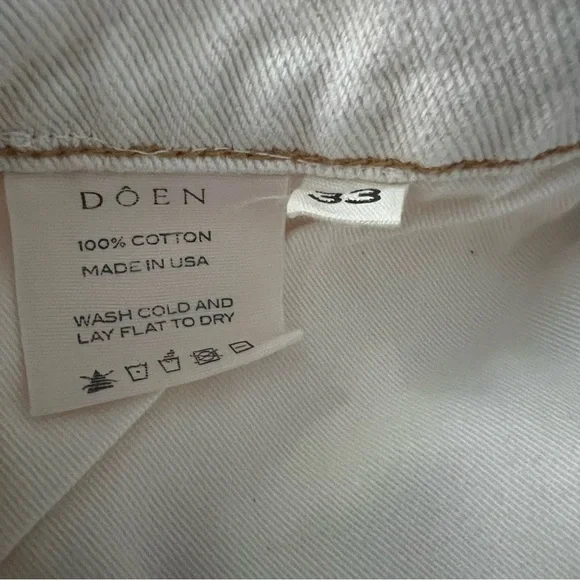 DÔEN
33
100% COTTON
MADE IN USA
WASH COLD AND
LAY FLAT TO DRY